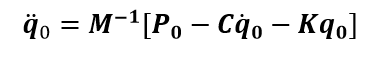 q̈₀ = M⁻¹[P₀ − Cq̇₀ − Kq₀]